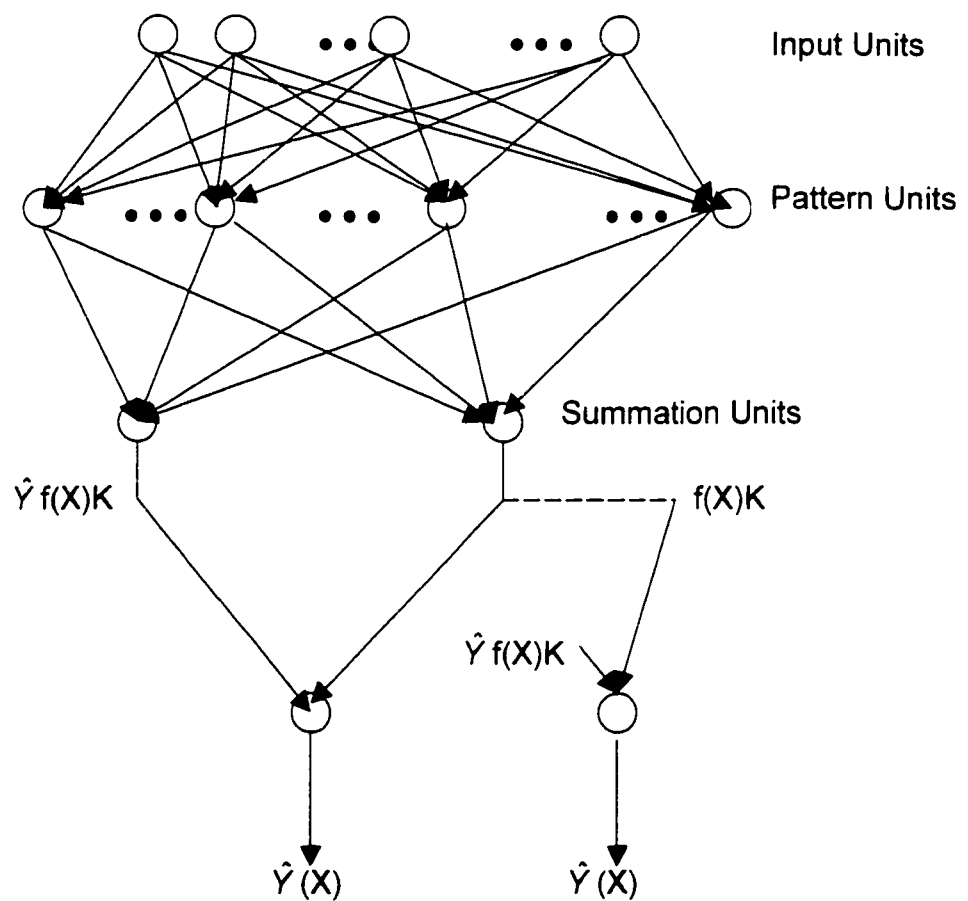 Input Units
Pattern Units
Summation Units
Ŷ f(X)K
f(X)K
Ŷ f(X)K
Ŷ (X)
Ŷ (X)